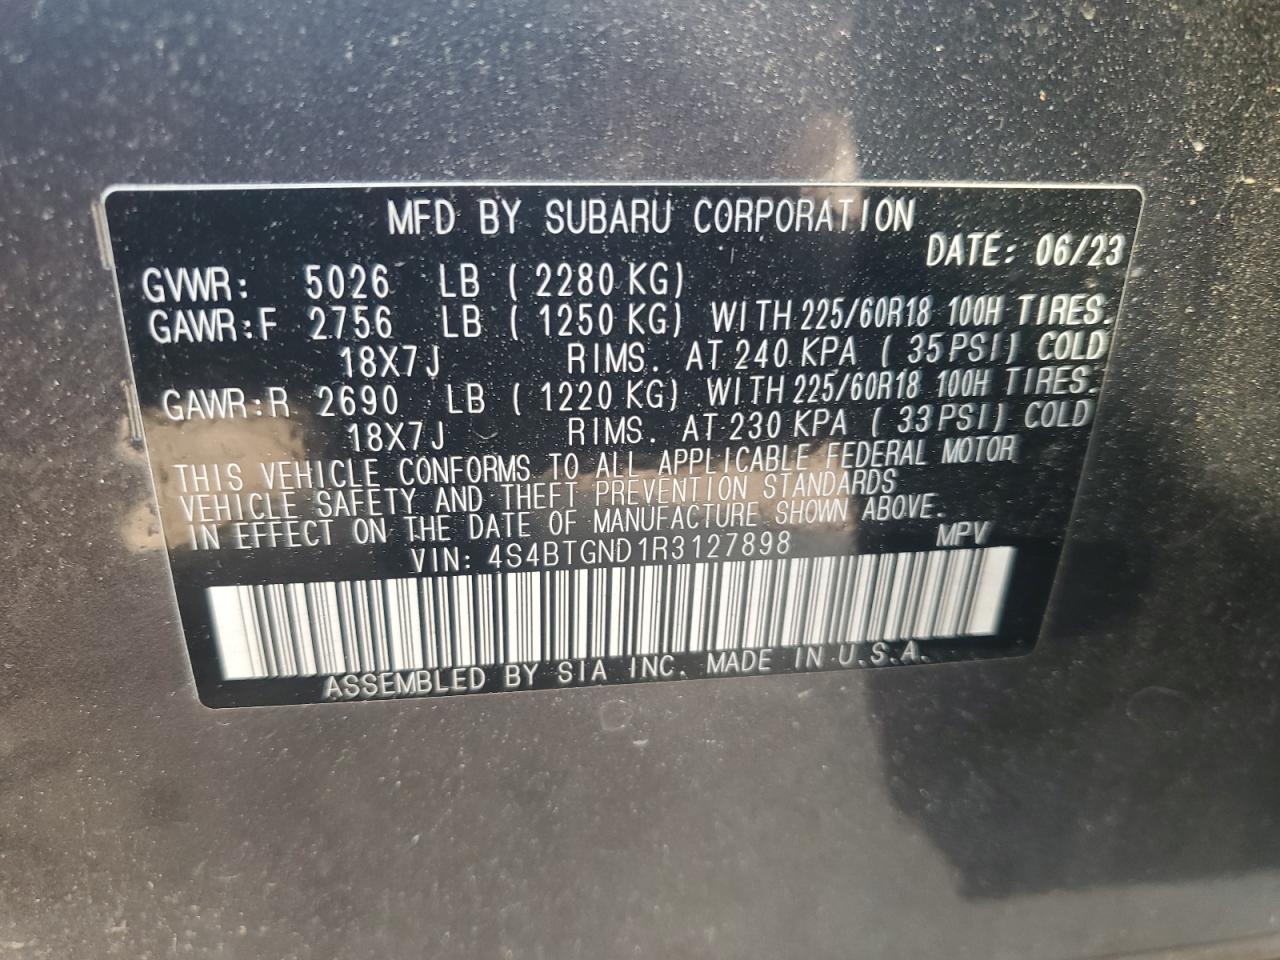 MFD BY SUBARU CORPORATION
DATE: 06/23
GVWR: 5026 LB ( 2280 KG)
GAWR:F 2756 LB ( 1250 KG) WITH 225/60R18 100H TIRES.
18X7J RIMS. AT 240 KPA ( 35 PSI) COLD
GAWR:R 2690 LB ( 1220 KG) WITH 225/60R18 100H TIRES.
18X7J RIMS. AT 230 KPA ( 33 PSI) COLD
THIS VEHICLE CONFORMS TO ALL APPLICABLE FEDERAL MOTOR
VEHICLE SAFETY AND THEFT PREVENTION STANDARDS
IN EFFECT ON THE DATE OF MANUFACTURE SHOWN ABOVE.
VIN: 4S4BTGND1R3127898 MPV
ASSEMBLED BY SIA INC. MADE IN U.S.A.